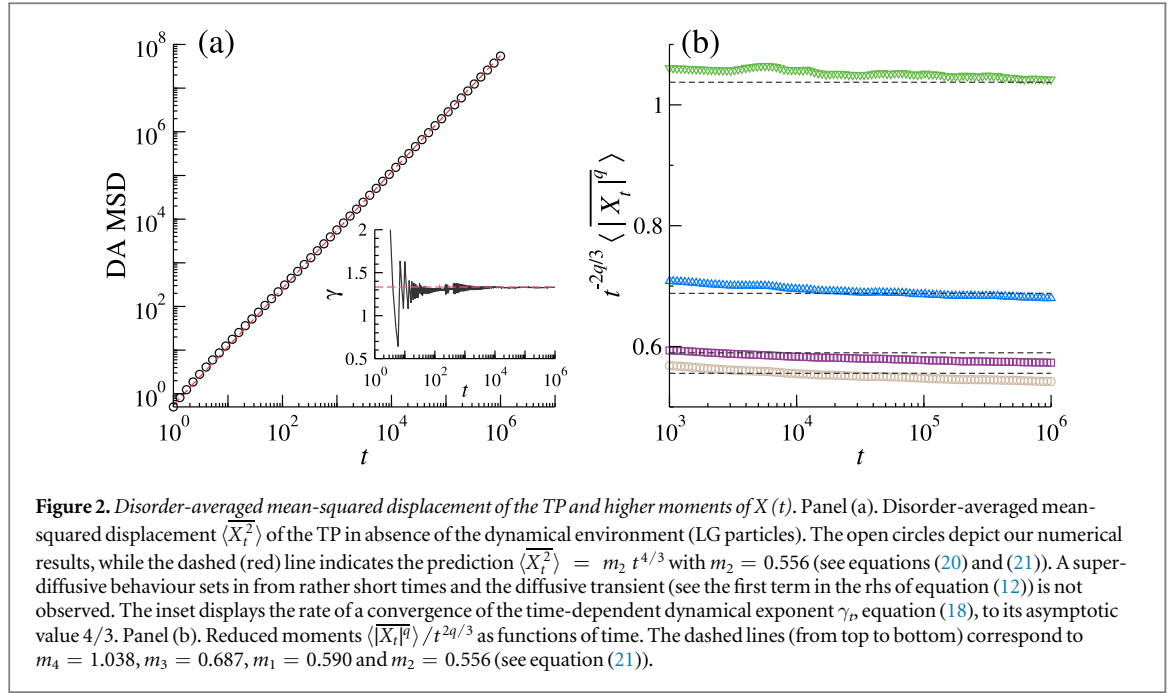 (a)
(b)
10^8
10^6
10^4
10^2
10^0
DA MSD
10^0 10^2 10^4 10^6
t
2
1.5
1
0.5
γ
10^0 10^2 10^4 10^6
t
1
0.8
0.6
t^{-2q/3} ⟨ \overline{|X_t|^q} ⟩
10^3 10^4 10^5 10^6
t
Figure 2. Disorder-averaged mean-squared displacement of the TP and higher moments of X(t). Panel (a). Disorder-averaged mean-
squared displacement ⟨\overline{X_t^2}⟩ of the TP in absence of the dynamical environment (LG particles). The open circles depict our numerical
results, while the dashed (red) line indicates the prediction ⟨\overline{X_t^2}⟩ = m_2 t^{4/3} with m_2 = 0.556 (see equations (20) and (21)). A super-
diffusive behaviour sets in from rather short times and the diffusive transient (see the first term in the rhs of equation (12)) is not
observed. The inset displays the rate of a convergence of the time-dependent dynamical exponent γ_t, equation (18), to its asymptotic
value 4/3. Panel (b). Reduced moments ⟨\overline{|X_t|^q}⟩/t^{2q/3} as functions of time. The dashed lines (from top to bottom) correspond to
m_4 = 1.038, m_3 = 0.687, m_1 = 0.590 and m_2 = 0.556 (see equation (21)).